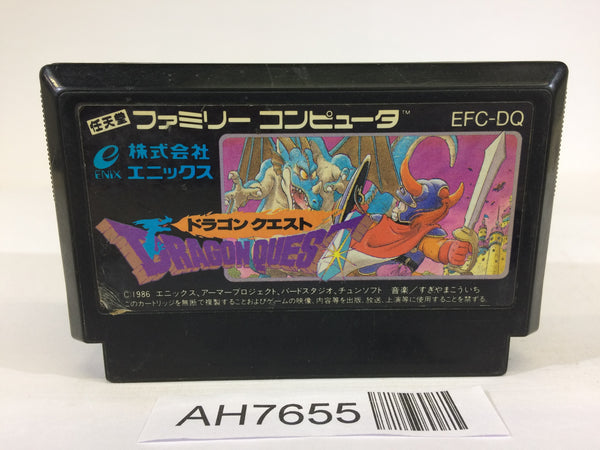 任天堂 ファミリー コンピュータ™ EFC-DQ
ENIX 株式会社
エニックス
ドラゴン クエスト
DRAGON QUEST
©1986 エニックス、アーマープロジェクト、バードスタジオ、チュンソフト 音楽／すぎやまこういち
このカートリッジを無断で複製することおよびゲームの映像、内容等を出版、放送、上演等に使用することを禁ずる。
AH7655